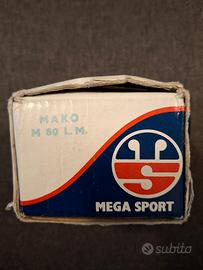 MAKO
M 80 L.M.
MEGA SPORT
subito